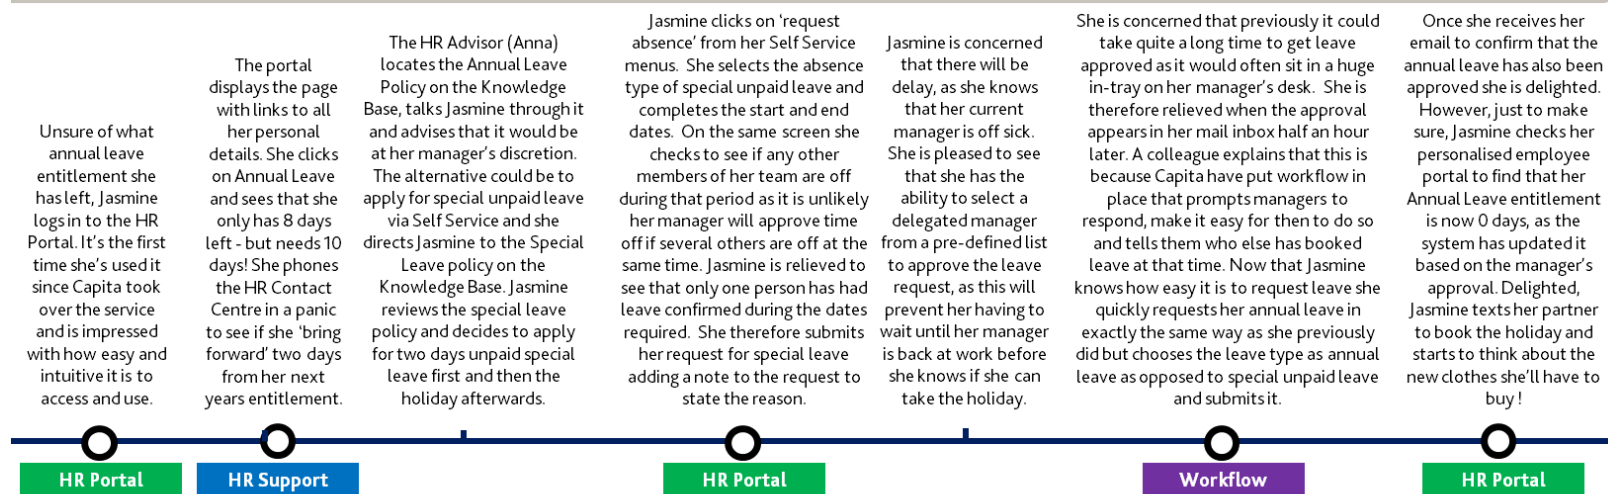 Unsure of what
annual leave
entitlement she
has left, Jasmine
logs in to the HR
Portal. It's the first
time she's used it
since Capita took
over the service
and is impressed
with how easy and
intuitive it is to
access and use.
The portal
displays the page
with links to all
her personal
details. She clicks
on Annual Leave
and sees that she
only has 8 days
left - but needs 10
days! She phones
the HR Contact
Centre in a panic
to see if she 'bring
forward' two days
from her next
years entitlement.
The HR Advisor (Anna)
locates the Annual Leave
Policy on the Knowledge
Base, talks Jasmine through it
and advises that it would be
at her manager's discretion.
The alternative could be to
apply for special unpaid leave
via Self Service and she
directs Jasmine to the Special
Leave policy on the
Knowledge Base. Jasmine
reviews the special leave
policy and decides to apply
for two days unpaid special
leave first and then the
holiday afterwards.
Jasmine clicks on 'request
absence' from her Self Service
menus. She selects the absence
type of special unpaid leave and
completes the start and end
dates. On the same screen she
checks to see if any other
members of her team are off
during that period as it is unlikely
her manager will approve time
off if several others are off at the
same time. Jasmine is relieved to
see that only one person has had
leave confirmed during the dates
required. She therefore submits
her request for special leave
adding a note to the request to
state the reason.
Jasmine is concerned
that there will be
delay, as she knows
that her current
manager is off sick.
She is pleased to see
that she has the
ability to select a
delegated manager
from a pre-defined list
to approve the leave
request, as this will
prevent her having to
wait until her manager
is back at work before
she knows if she can
take the holiday.
She is concerned that previously it could
take quite a long time to get leave
approved as it would often sit in a huge
in-tray on her manager's desk. She is
therefore relieved when the approval
appears in her mail inbox half an hour
later. A colleague explains that this is
because Capita have put workflow in
place that prompts managers to
respond, make it easy for then to do so
and tells them who else has booked
leave at that time. Now that Jasmine
knows how easy it is to request leave she
quickly requests her annual leave in
exactly the same way as she previously
did but chooses the leave type as annual
leave as opposed to special unpaid leave
and submits it.
Once she receives her
email to confirm that the
annual leave has also been
approved she is delighted.
However, just to make
sure, Jasmine checks her
personalised employee
portal to find that her
Annual Leave entitlement
is now 0 days, as the
system has updated it
based on the manager's
approval. Delighted,
Jasmine texts her partner
to book the holiday and
starts to think about the
new clothes she'll have to
buy !
HR Portal
HR Support
HR Portal
Workflow
HR Portal